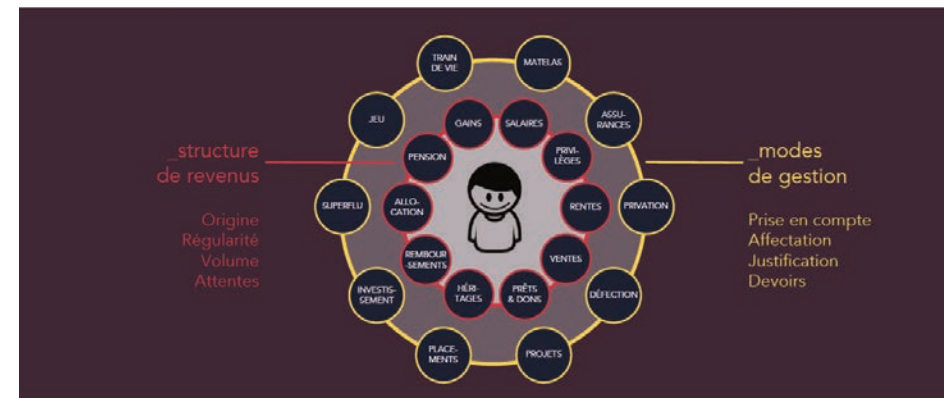 TRAIN
DE VIE
MATELAS
JEU
ASSU-
RANCES
GAINS
SALAIRES
_structure
de revenus
PENSION
PRIVI-
LÈGES
_modes
de gestion
SUPERFLU
ALLO-
CATION
RENTES
PRIVATION
Origine
Régularité
Volume
Attentes
Prise en compte
Affectation
Justification
Devoirs
REMBOUR
-SEMENTS
VENTES
INVESTIS-
SEMENT
HÉRI-
TAGES
PRÊTS
& DONS
DÉFECTION
PLACE-
MENTS
PROJETS